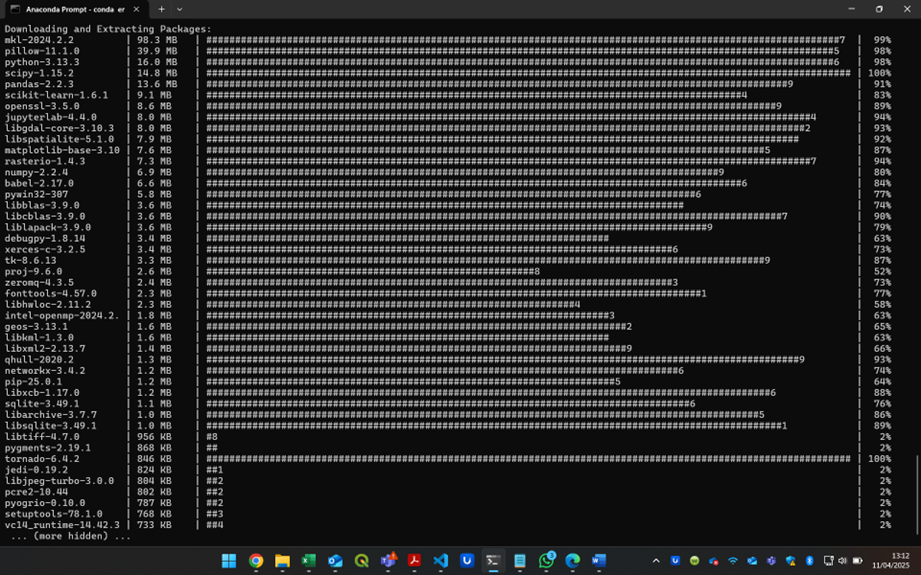 Anaconda Prompt - conda er
Downloading and Extracting Packages:
mkl-2024.2.2 | 98.3 MB | 7 | 99%
pillow-11.1.0 | 39.9 MB | 5 | 98%
python-3.13.3 | 16.0 MB | 6 | 98%
scipy-1.15.2 | 14.8 MB | | 100%
pandas-2.2.3 | 13.6 MB | 9 | 91%
scikit-learn-1.6.1 | 9.1 MB | 4 | 83%
openssl-3.5.0 | 8.6 MB | 9 | 89%
jupyterlab-4.4.0 | 8.0 MB | 4 | 94%
libgdal-core-3.10.3 | 8.0 MB | 2 | 93%
libspatialite-5.1.0 | 7.9 MB | | 92%
matplotlib-base-3.10 | 7.6 MB | 5 | 87%
rasterio-1.4.3 | 7.3 MB | 7 | 94%
numpy-2.2.4 | 6.9 MB | 9 | 80%
babel-2.17.0 | 6.6 MB | 6 | 84%
pywin32-307 | 5.8 MB | 6 | 77%
libblas-3.9.0 | 3.6 MB | | 74%
libcblas-3.9.0 | 3.6 MB | 7 | 90%
liblapack-3.9.0 | 3.6 MB | 9 | 79%
debugpy-1.8.14 | 3.4 MB | | 63%
xerces-c-3.2.5 | 3.4 MB | 6 | 73%
tk-8.6.13 | 3.3 MB | 9 | 87%
proj-9.6.0 | 2.6 MB | 8 | 52%
zeromq-4.3.5 | 2.4 MB | 3 | 73%
fonttools-4.57.0 | 2.3 MB | 1 | 77%
libhwloc-2.11.2 | 2.3 MB | 4 | 58%
intel-openmp-2024.2. | 1.8 MB | 3 | 63%
geos-3.13.1 | 1.6 MB | 2 | 65%
libkml-1.3.0 | 1.6 MB | | 63%
libxml2-2.13.7 | 1.4 MB | 9 | 66%
qhull-2020.2 | 1.3 MB | 9 | 93%
networkx-3.4.2 | 1.2 MB | 6 | 74%
pip-25.0.1 | 1.2 MB | 5 | 64%
libxcb-1.17.0 | 1.2 MB | 6 | 88%
sqlite-3.49.1 | 1.1 MB | 6 | 76%
libarchive-3.7.7 | 1.0 MB | 5 | 86%
libsqlite-3.49.1 | 1.0 MB | 1 | 89%
libtiff-4.7.0 | 956 KB | #8 | 2%
pygments-2.19.1 | 868 KB | ## | 2%
tornado-6.4.2 | 846 KB | | 100%
jedi-0.19.2 | 824 KB | ##1 | 2%
libjpeg-turbo-3.0.0 | 804 KB | ##2 | 2%
pcre2-10.44 | 802 KB | ##2 | 2%
pyogrio-0.10.0 | 787 KB | ##2 | 2%
setuptools-78.1.0 | 768 KB | ##3 | 2%
vc14_runtime-14.42.3 | 733 KB | ##4 | 2%
... (more hidden) ...
13:12
11/04/2025